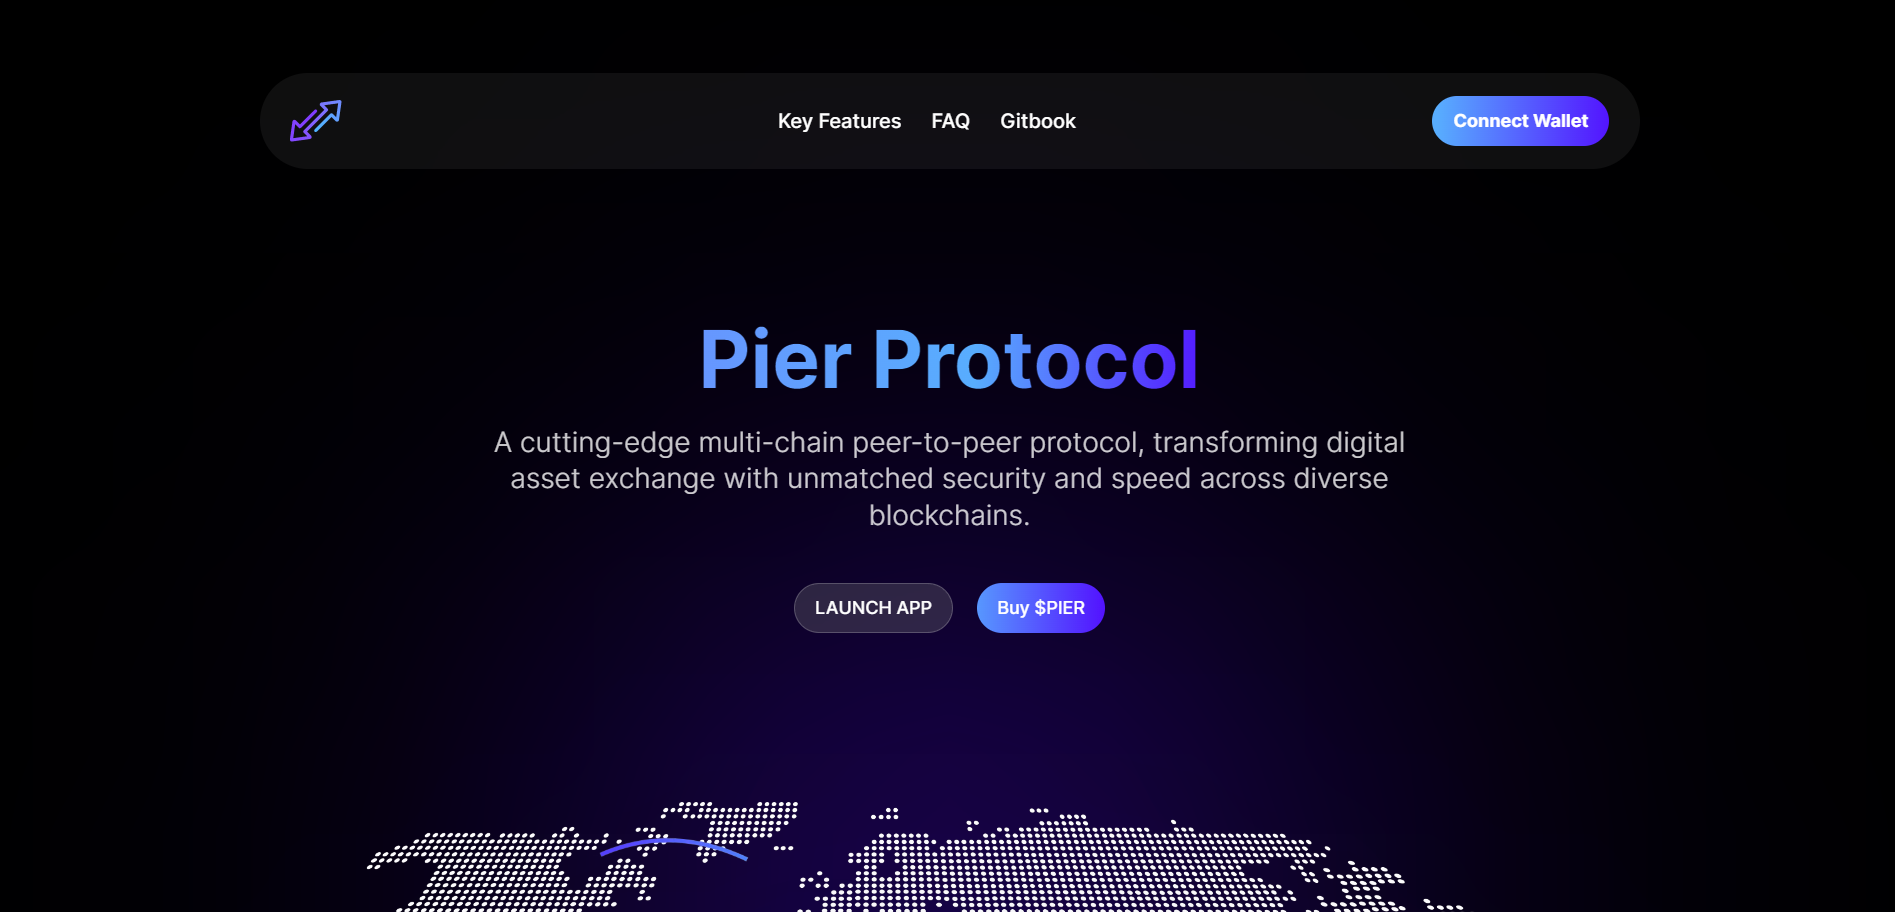 Key Features
FAQ
Gitbook
Connect Wallet
Pier Protocol
A cutting-edge multi-chain peer-to-peer protocol, transforming digital
asset exchange with unmatched security and speed across diverse
blockchains.
LAUNCH APP
Buy $PIER